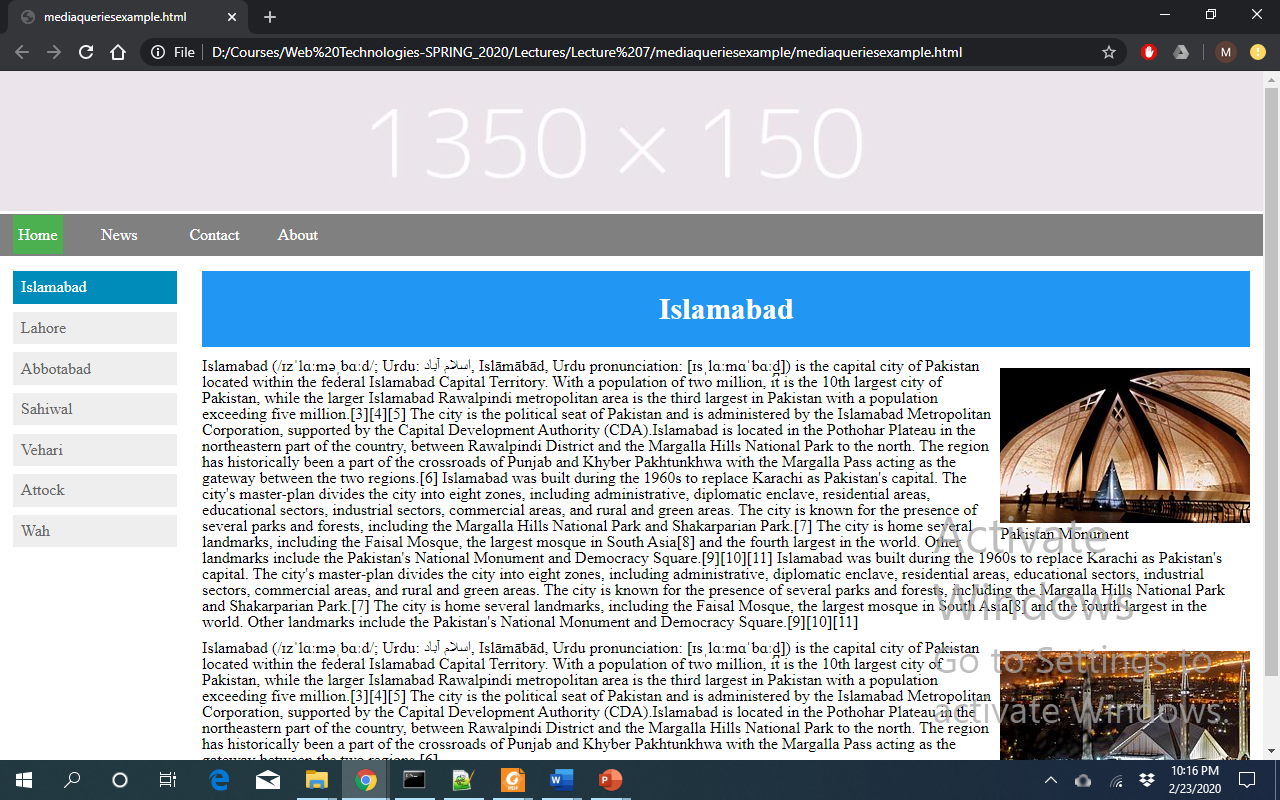 mediaqueriesexample.html
File
D:/Courses/Web%20Technologies-SPRING_2020/Lectures/Lecture%207/mediaqueriesexample/mediaqueriesexample.html
M
1350 × 150
Home News Contact About
Islamabad
Lahore
Abbotabad
Sahiwal
Vehari
Attock
Wah
Islamabad
Islamabad (/ɪzˈlɑːməˌbɑːd/; Urdu: اسلام آباد, Islāmābād, Urdu pronunciation: [ɪsˌlɑːmɑˈbɑːd̪]) is the capital city of Pakistan
located within the federal Islamabad Capital Territory. With a population of two million, it is the 10th largest city of
Pakistan, while the larger Islamabad Rawalpindi metropolitan area is the third largest in Pakistan with a population
exceeding five million.[3][4][5] The city is the political seat of Pakistan and is administered by the Islamabad Metropolitan
Corporation, supported by the Capital Development Authority (CDA).Islamabad is located in the Pothohar Plateau in the
northeastern part of the country, between Rawalpindi District and the Margalla Hills National Park to the north. The region
has historically been a part of the crossroads of Punjab and Khyber Pakhtunkhwa with the Margalla Pass acting as the
gateway between the two regions.[6] Islamabad was built during the 1960s to replace Karachi as Pakistan's capital. The
city's master-plan divides the city into eight zones, including administrative, diplomatic enclave, residential areas,
educational sectors, industrial sectors, commercial areas, and rural and green areas. The city is known for the presence of
several parks and forests, including the Margalla Hills National Park and Shakarparian Park.[7] The city is home several
landmarks, including the Faisal Mosque, the largest mosque in South Asia[8] and the fourth largest in the world. Other
landmarks include the Pakistan's National Monument and Democracy Square.[9][10][11] Islamabad was built during the 1960s to replace Karachi as Pakistan's
capital. The city's master-plan divides the city into eight zones, including administrative, diplomatic enclave, residential areas, educational sectors, industrial
sectors, commercial areas, and rural and green areas. The city is known for the presence of several parks and forests, including the Margalla Hills National Park
and Shakarparian Park.[7] The city is home several landmarks, including the Faisal Mosque, the largest mosque in South Asia[8] and the fourth largest in the
world. Other landmarks include the Pakistan's National Monument and Democracy Square.[9][10][11]
Pakistan Monument
Islamabad (/ɪzˈlɑːməˌbɑːd/; Urdu: اسلام آباد, Islāmābād, Urdu pronunciation: [ɪsˌlɑːmɑˈbɑːd̪]) is the capital city of Pakistan
located within the federal Islamabad Capital Territory. With a population of two million, it is the 10th largest city of
Pakistan, while the larger Islamabad Rawalpindi metropolitan area is the third largest in Pakistan with a population
exceeding five million.[3][4][5] The city is the political seat of Pakistan and is administered by the Islamabad Metropolitan
Corporation, supported by the Capital Development Authority (CDA).Islamabad is located in the Pothohar Plateau in the
northeastern part of the country, between Rawalpindi District and the Margalla Hills National Park to the north. The region
has historically been a part of the crossroads of Punjab and Khyber Pakhtunkhwa with the Margalla Pass acting as the
gateway between the two regions.[6]
Activate
Windows
Go to Settings to
activate Windows.
10:16 PM
2/23/2020